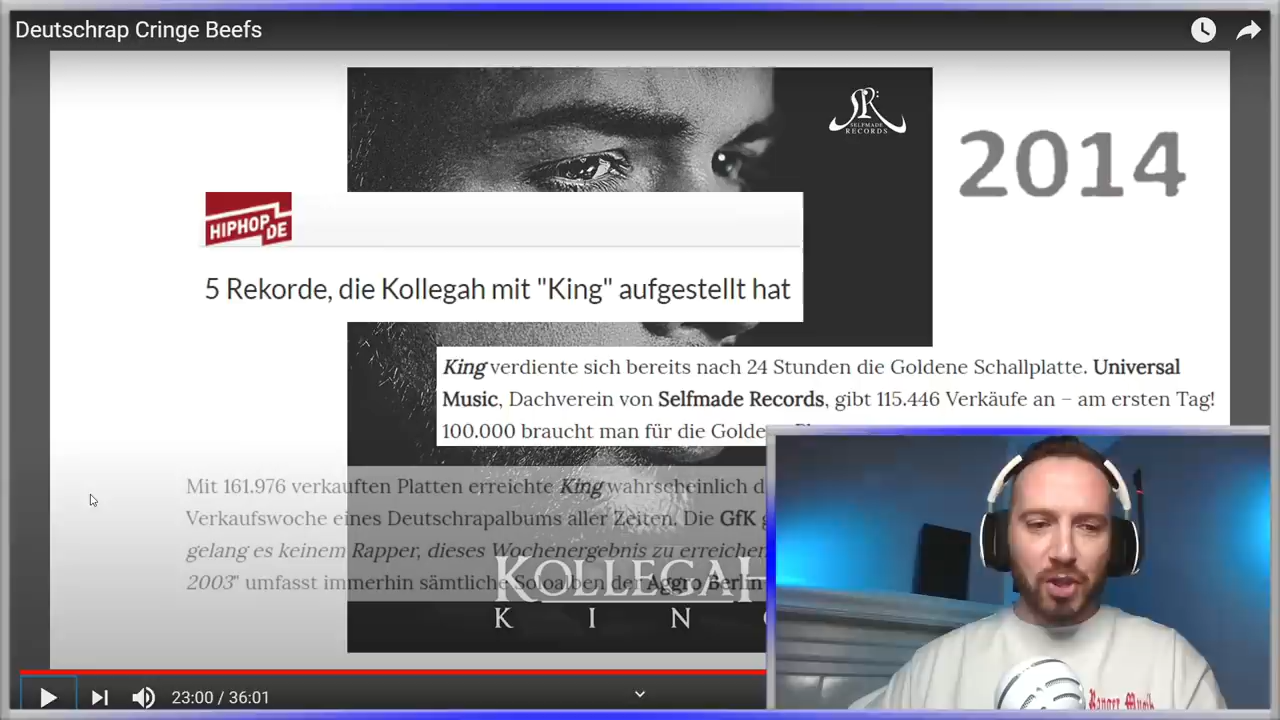 Deutschrap Cringe Beefs
SELFMADE
RECORDS
2014
HIPHOP.DE
5 Rekorde, die Kollegah mit "King" aufgestellt hat
King verdiente sich bereits nach 24 Stunden die Goldene Schallplatte. Universal
Music, Dachverein von Selfmade Records, gibt 115.446 Verkäufe an – am ersten Tag!
100.000 braucht man für die
Mit 161.976 verkauften Platten erreichte King wahrscheinlich
Verkaufswoche eines Deutschrapalbums aller Zeiten. Die GfK
gelang es keinem Rapper, dieses Wochenergebnis zu erreichen
2003" umfasst immerhin sämtliche Soloalben der Aggro Berlin
KOLLEGAH
K I N
23:00 / 36:01
Ranger Musik